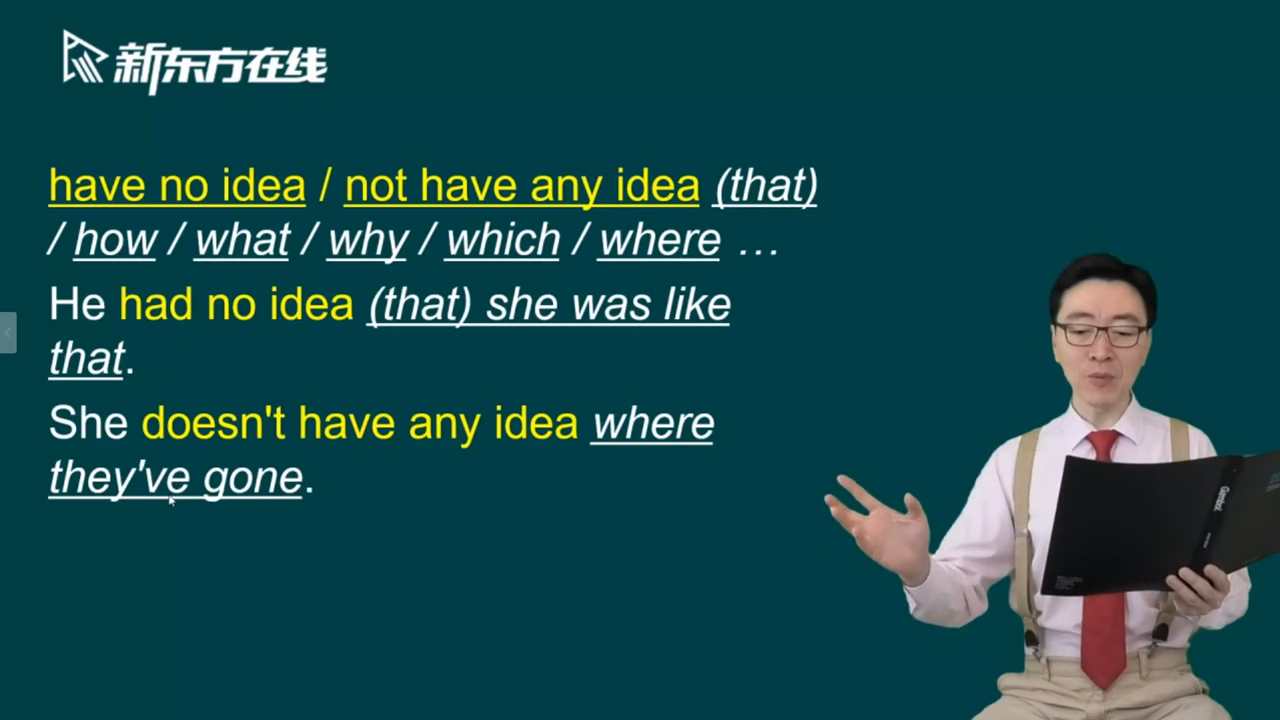 新东方在线
have no idea / not have any idea (that)
/ how / what / why / which / where …
He had no idea (that) she was like
that.
She doesn't have any idea where
they've gone.